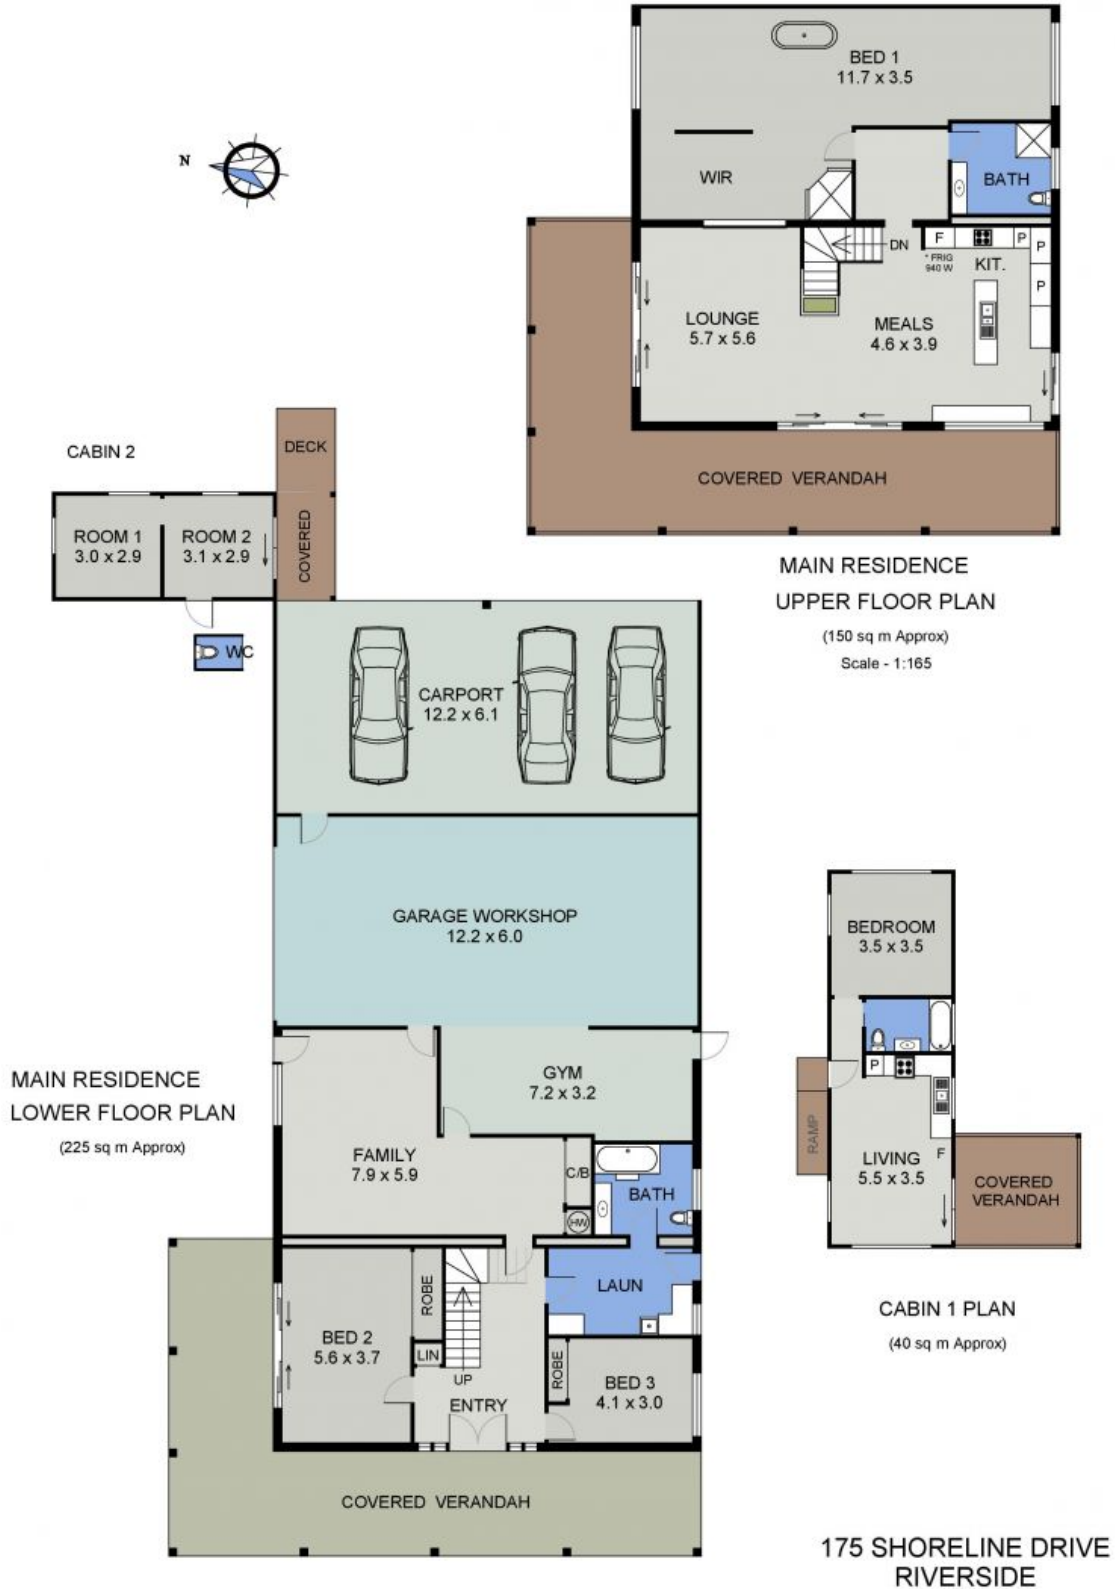 BED 1
11.7 x 3.5
N
WIR
BATH
DN
F
P
P
* FRIG
940 W
KIT.
P
LOUNGE
5.7 x 5.6
MEALS
4.6 x 3.9
COVERED VERANDAH
MAIN RESIDENCE
UPPER FLOOR PLAN
(150 sq m Approx)
Scale - 1:165
CABIN 2
DECK
ROOM 1
3.0 x 2.9
ROOM 2
3.1 x 2.9
COVERED
WC
CARPORT
12.2 x 6.1
GARAGE WORKSHOP
12.2 x 6.0
MAIN RESIDENCE
LOWER FLOOR PLAN
(225 sq m Approx)
GYM
7.2 x 3.2
FAMILY
7.9 x 5.9
C/B
HW
BATH
LAUN
ROBE
BED 2
5.6 x 3.7
LIN
UP
ENTRY
ROBE
BED 3
4.1 x 3.0
COVERED VERANDAH
BEDROOM
3.5 x 3.5
P
RAMP
F
LIVING
5.5 x 3.5
COVERED
VERANDAH
CABIN 1 PLAN
(40 sq m Approx)
175 SHORELINE DRIVE
RIVERSIDE